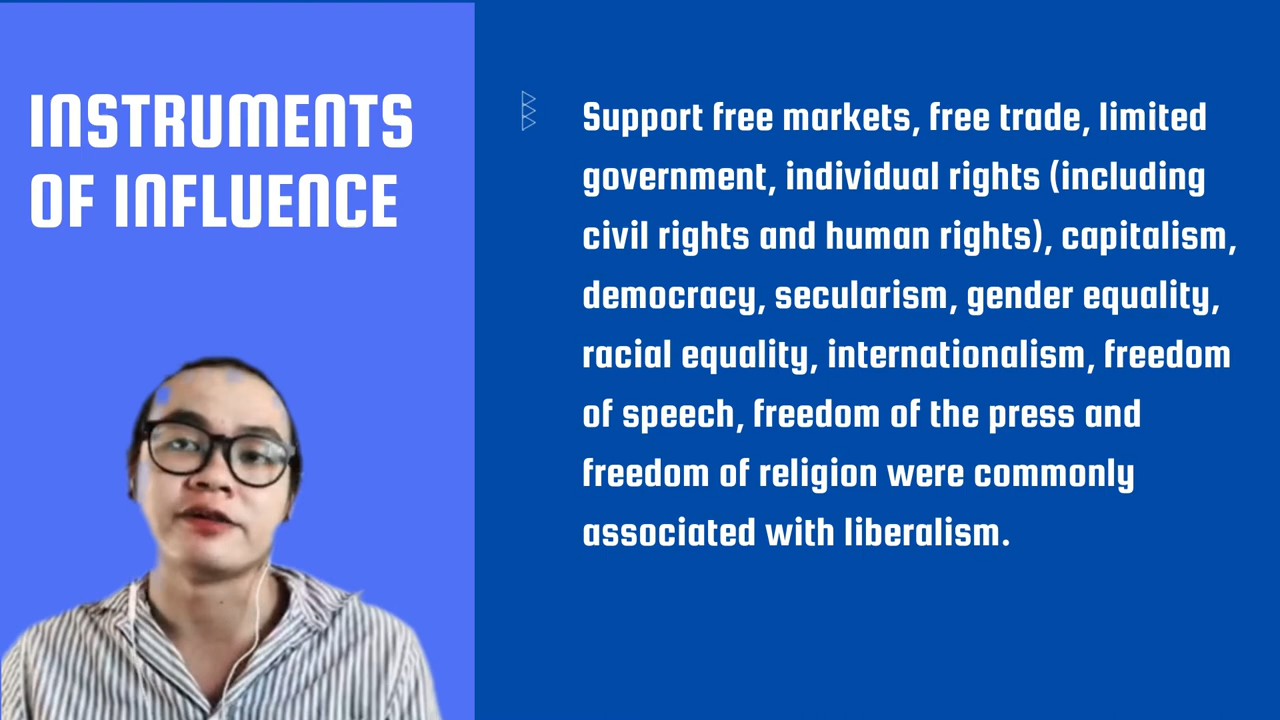 INSTRUMENTS
OF INFLUENCE
Support free markets, free trade, limited
government, individual rights (including
civil rights and human rights), capitalism,
democracy, secularism, gender equality,
racial equality, internationalism, freedom
of speech, freedom of the press and
freedom of religion were commonly
associated with liberalism.